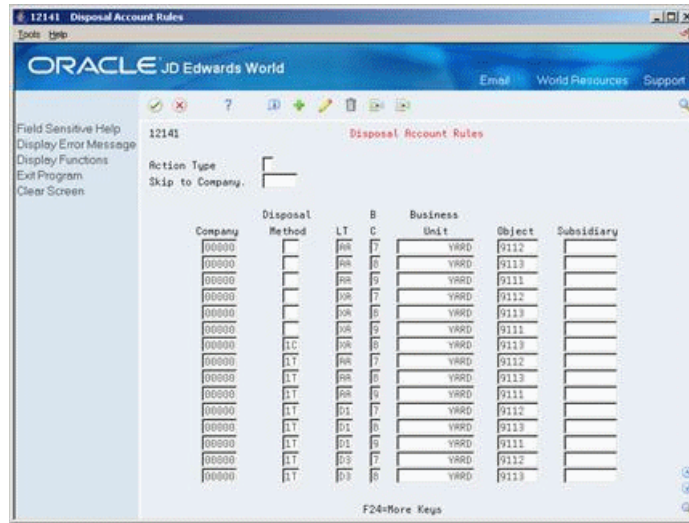 12141 Disposal Account Rules
Tools Help
ORACLE JD Edwards World
Email World Resources Support
Field Sensitive Help
Display Error Message
Display Functions
Exit Program
Clear Screen
12141 Disposal Account Rules
Action Type
Skip to Company.
Disposal B Business
Company Method LT C Unit Object Subsidiary
00000 AA 7 YARD 9112
00000 AA 8 YARD 9113
00000 AA 9 YARD 9111
00000 XA 7 YARD 9112
00000 XA 8 YARD 9113
00000 XA 9 YARD 9111
00000 1C XA 8 YARD 9113
00000 1T AA 7 YARD 9112
00000 1T AA 8 YARD 9113
00000 1T AA 9 YARD 9111
00000 1T D1 7 YARD 9112
00000 1T D1 8 YARD 9113
00000 1T D1 9 YARD 9111
00000 1T D3 7 YARD 9112
00000 1T D3 8 YARD 9113
F24=More Keys